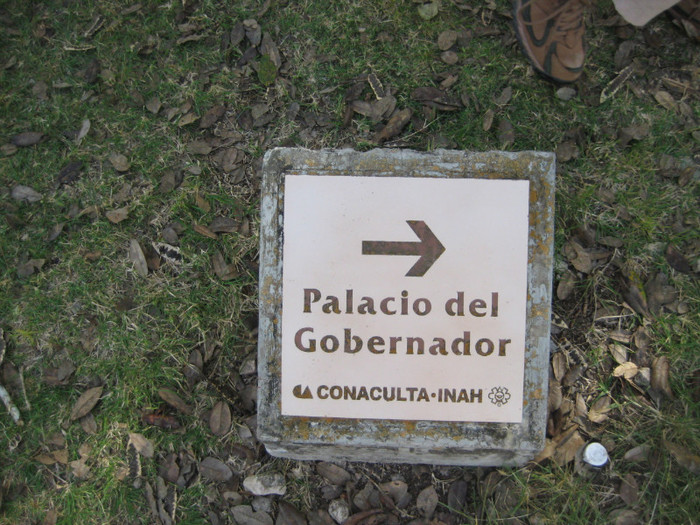 Palacio del
Gobernador
CONACULTA·INAH